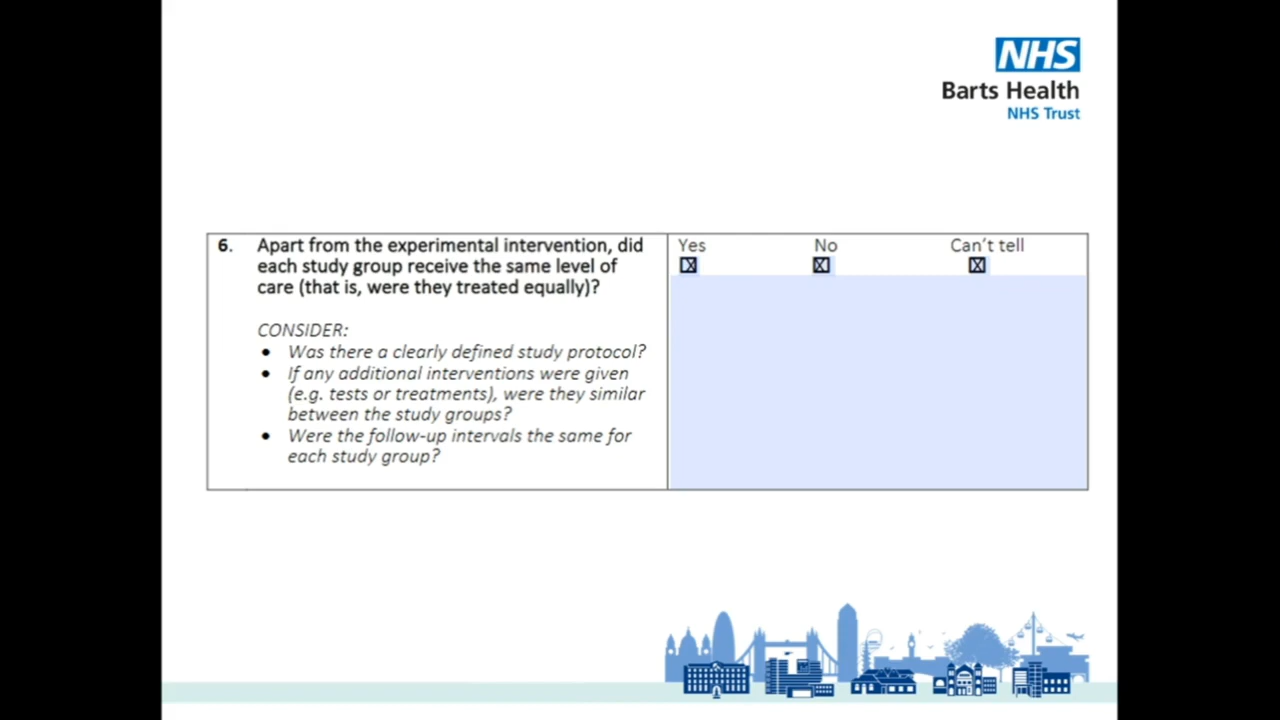 NHS
Barts Health
NHS Trust
6. Apart from the experimental intervention, did
each study group receive the same level of
care (that is, were they treated equally)?
CONSIDER:
• Was there a clearly defined study protocol?
• If any additional interventions were given
(e.g. tests or treatments), were they similar
between the study groups?
• Were the follow-up intervals the same for
each study group?
Yes No Can't tell
☒ ☒ ☒